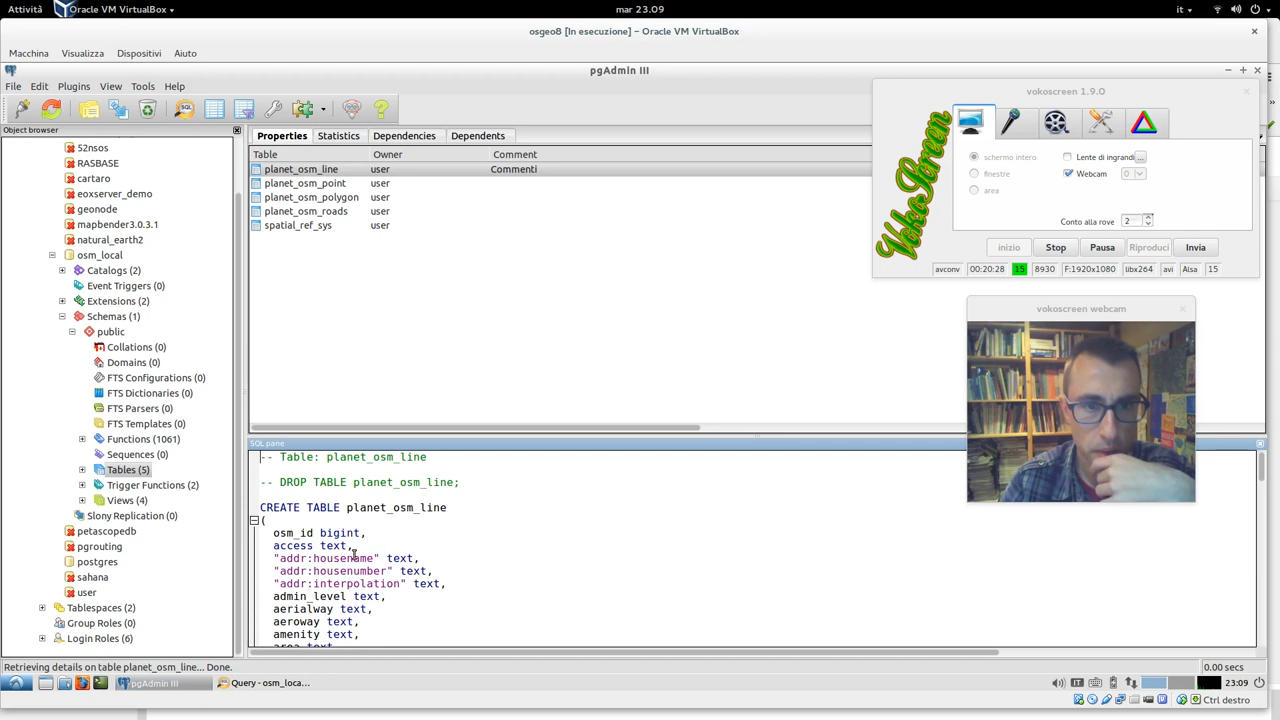 Attività
Oracle VM VirtualBox
mar 23.09
it
osgeo8 [In esecuzione] – Oracle VM VirtualBox
Macchina Visualizza Dispositivi Aiuto
pgAdmin III
File Edit Plugins View Tools Help
Object browser
52nsos
RASBASE
cartaro
eoxserver_demo
geonode
mapbender3.0.3.1
natural_earth2
osm_local
Catalogs (2)
Event Triggers (0)
Extensions (2)
Schemas (1)
public
Collations (0)
Domains (0)
FTS Configurations (0)
FTS Dictionaries (0)
FTS Parsers (0)
FTS Templates (0)
Functions (1061)
Sequences (0)
Tables (5)
Trigger Functions (2)
Views (4)
Slony Replication (0)
petascopedb
pgrouting
postgres
sahana
user
Tablespaces (2)
Group Roles (0)
Login Roles (6)
Properties Statistics Dependencies Dependents
Table Owner Comment
planet_osm_line user Commenti
planet_osm_point user
planet_osm_polygon user
planet_osm_roads user
spatial_ref_sys user
SQL pane
-- Table: planet_osm_line
-- DROP TABLE planet_osm_line;
CREATE TABLE planet_osm_line
(
osm_id bigint,
access text,
"addr:housename" text,
"addr:housenumber" text,
"addr:interpolation" text,
admin_level text,
aerialway text,
aeroway text,
amenity text,
area text,
vokoscreen 1.9.0
VokoScreen
schermo intero
finestre
area
Lente di ingrandi ...
Webcam 0
Conto alla rove 2
inizio Stop Pausa Riproduci Invia
avconv 00:20:28 15 8930 F:1920x1080 libx264 avi Alsa 15
vokoscreen webcam
Retrieving details on table planet_osm_line... Done.
0.00 secs
pgAdmin III
Query - osm_loca...
IT
23:09
Ctrl destro